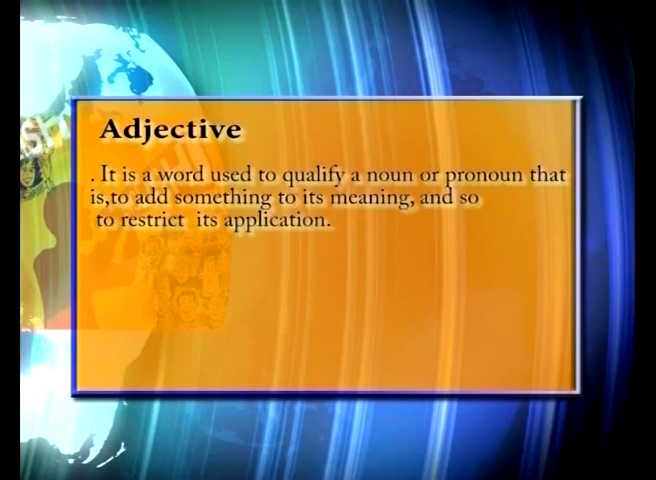 Adjective
. It is a word used to qualify a noun or pronoun that
is,to add something to its meaning, and so
to restrict its application.